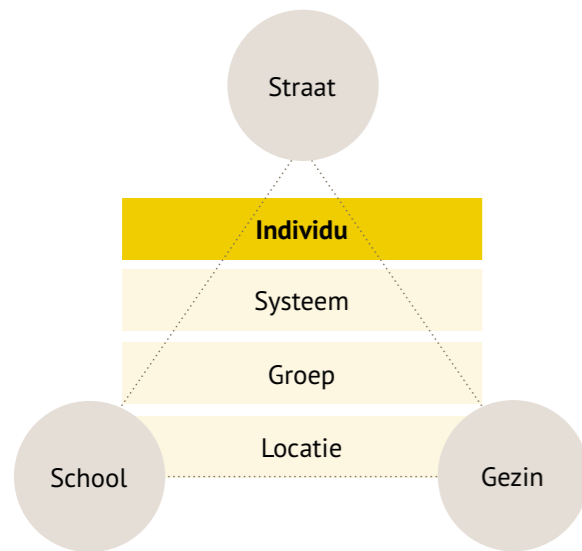 Straat
Individu
Systeem
Groep
Locatie
School
Gezin